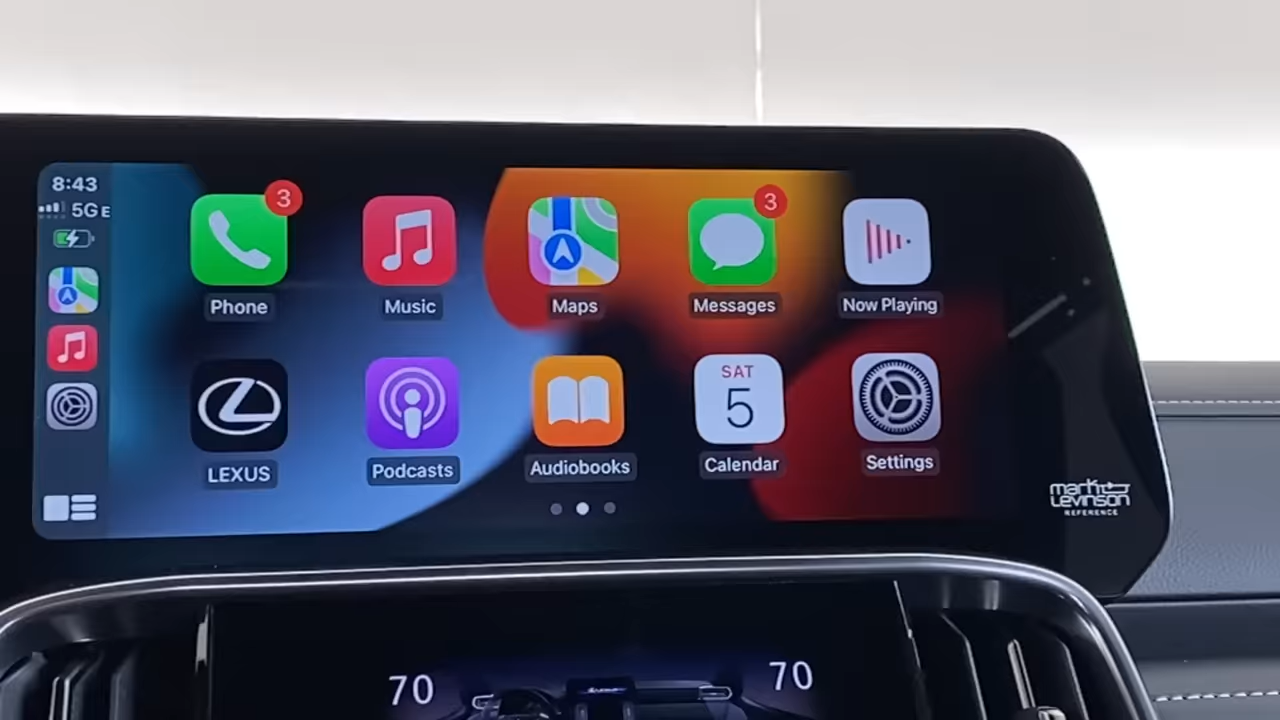 8:43
5G E
3
3
Phone
Music
Maps
Messages
Now Playing
SAT
5
LEXUS
Podcasts
Audiobooks
Calendar
Settings
mark
Levinson
REFERENCE
70
70